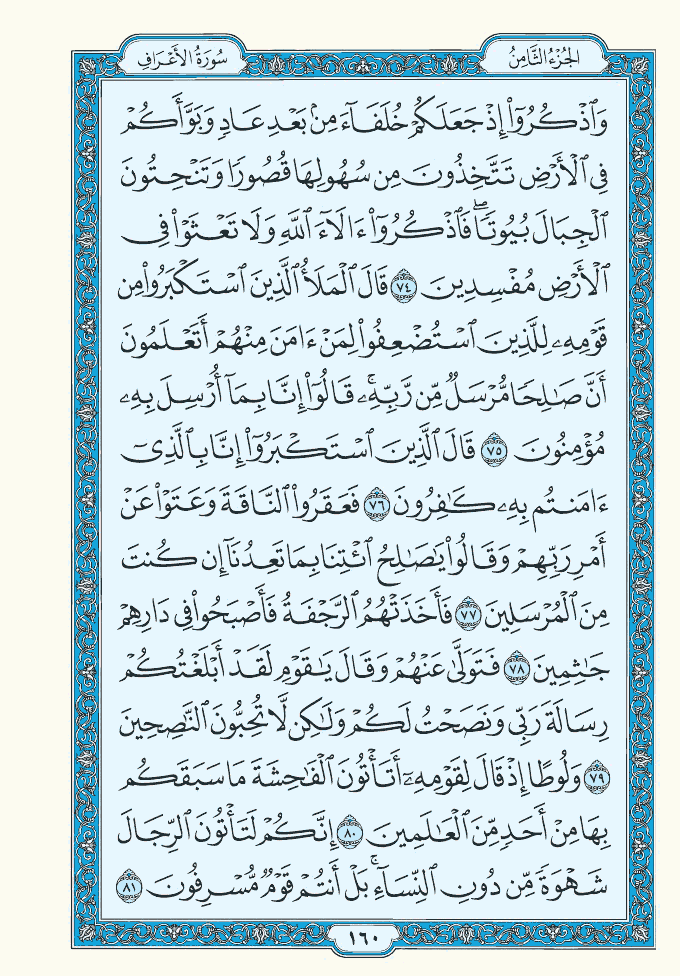 الجُزْءُ الثَّامِنُ
سُورَةُ الأَعْرَافِ
وَٱذْكُرُوٓا۟ إِذْ جَعَلَكُمْ خُلَفَآءَ مِنۢ بَعْدِ عَادٍ وَبَوَّأَكُمْ
فِى ٱلْأَرْضِ تَتَّخِذُونَ مِن سُهُولِهَا قُصُورًا وَتَنْحِتُونَ
ٱلْجِبَالَ بُيُوتًا ۖ فَٱذْكُرُوٓا۟ ءَالَآءَ ٱللَّهِ وَلَا تَعْثَوْا۟ فِى
ٱلْأَرْضِ مُفْسِدِينَ ٧٤ قَالَ ٱلْمَلَأُ ٱلَّذِينَ ٱسْتَكْبَرُوا۟ مِن
قَوْمِهِۦ لِلَّذِينَ ٱسْتُضْعِفُوا۟ لِمَنْ ءَامَنَ مِنْهُمْ أَتَعْلَمُونَ
أَنَّ صَٰلِحًا مُّرْسَلٌ مِّن رَّبِّهِۦ ۚ قَالُوٓا۟ إِنَّا بِمَآ أُرْسِلَ بِهِۦ
مُؤْمِنُونَ ٧٥ قَالَ ٱلَّذِينَ ٱسْتَكْبَرُوٓا۟ إِنَّا بِٱلَّذِىٓ
ءَامَنتُم بِهِۦ كَٰفِرُونَ ٧٦ فَعَقَرُوا۟ ٱلنَّاقَةَ وَعَتَوْا۟ عَنْ
أَمْرِ رَبِّهِمْ وَقَالُوا۟ يَٰصَٰلِحُ ٱئْتِنَا بِمَا تَعِدُنَآ إِن كُنتَ
مِنَ ٱلْمُرْسَلِينَ ٧٧ فَأَخَذَتْهُمُ ٱلرَّجْفَةُ فَأَصْبَحُوا۟ فِى دَارِهِمْ
جَٰثِمِينَ ٧٨ فَتَوَلَّىٰ عَنْهُمْ وَقَالَ يَٰقَوْمِ لَقَدْ أَبْلَغْتُكُمْ
رِسَالَةَ رَبِّى وَنَصَحْتُ لَكُمْ وَلَٰكِن لَّا تُحِبُّونَ ٱلنَّٰصِحِينَ
٧٩ وَلُوطًا إِذْ قَالَ لِقَوْمِهِۦٓ أَتَأْتُونَ ٱلْفَٰحِشَةَ مَا سَبَقَكُم
بِهَا مِنْ أَحَدٍ مِّنَ ٱلْعَٰلَمِينَ ٨٠ إِنَّكُمْ لَتَأْتُونَ ٱلرِّجَالَ
شَهْوَةً مِّن دُونِ ٱلنِّسَآءِ ۚ بَلْ أَنتُمْ قَوْمٌ مُّسْرِفُونَ ٨١
١٦٠